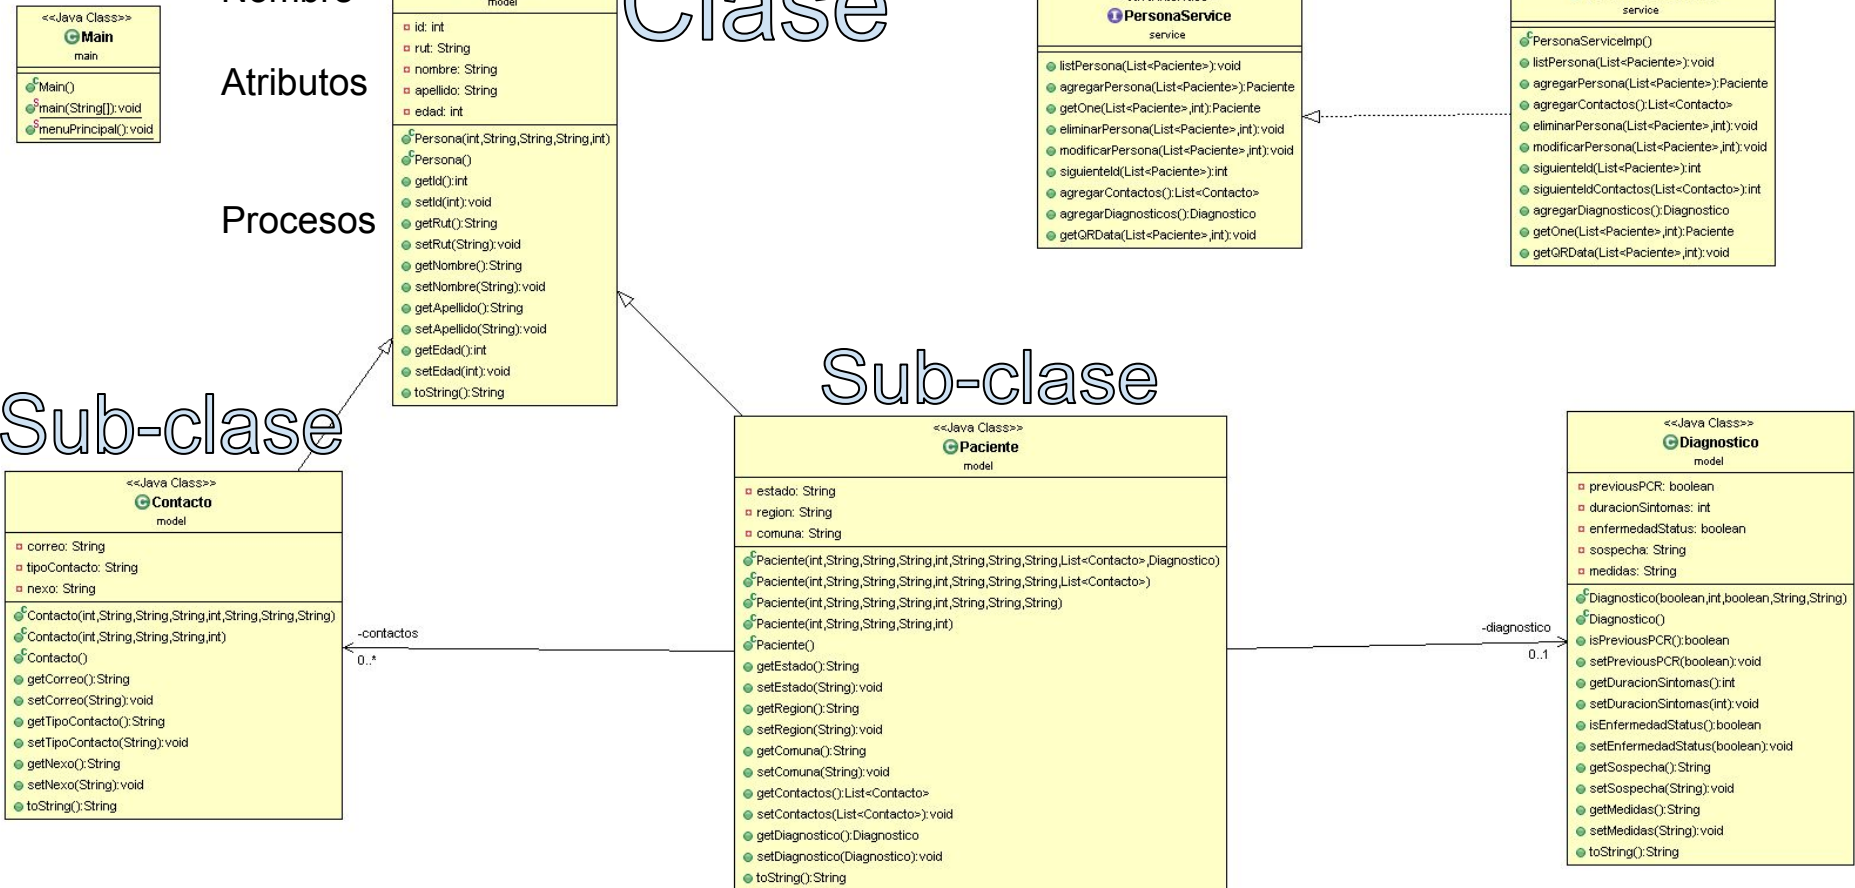 <<Java Class>>
Main
main
Main()
main(String[]):void
menuPrincipal():void
Nombre
Atributos
Procesos
Clase
model
id: int
rut: String
nombre: String
apellido: String
edad: int
Persona(int,String,String,String,int)
Persona()
getId():int
setId(int):void
getRut():String
setRut(String):void
getNombre():String
setNombre(String):void
getApellido():String
setApellido(String):void
getEdad():int
setEdad(int):void
toString():String
PersonaService
service
listPersona(List<Paciente>):void
agregarPersona(List<Paciente>):Paciente
getOne(List<Paciente>,int):Paciente
eliminarPersona(List<Paciente>,int):void
modificarPersona(List<Paciente>,int):void
siguienteId(List<Paciente>):int
agregarContactos():List<Contacto>
agregarDiagnosticos():Diagnostico
getQRData(List<Paciente>,int):void
service
PersonaServiceImp()
listPersona(List<Paciente>):void
agregarPersona(List<Paciente>):Paciente
agregarContactos():List<Contacto>
eliminarPersona(List<Paciente>,int):void
modificarPersona(List<Paciente>,int):void
siguienteId(List<Paciente>):int
siguienteIdContactos(List<Contacto>):int
agregarDiagnosticos():Diagnostico
getOne(List<Paciente>,int):Paciente
getQRData(List<Paciente>,int):void
Sub-clase
<<Java Class>>
Contacto
model
correo: String
tipoContacto: String
nexo: String
Contacto(int,String,String,String,int,String,String,String)
Contacto(int,String,String,String,int)
Contacto()
getCorreo():String
setCorreo(String):void
getTipoContacto():String
setTipoContacto(String):void
getNexo():String
setNexo(String):void
toString():String
-contactos
0..*
Sub-clase
<<Java Class>>
Paciente
model
estado: String
region: String
comuna: String
Paciente(int,String,String,String,int,String,String,String,List<Contacto>,Diagnostico)
Paciente(int,String,String,String,int,String,String,String,List<Contacto>)
Paciente(int,String,String,String,int,String,String,String)
Paciente(int,String,String,String,int)
Paciente()
getEstado():String
setEstado(String):void
getRegion():String
setRegion(String):void
getComuna():String
setComuna(String):void
getContactos():List<Contacto>
setContactos(List<Contacto>):void
getDiagnostico():Diagnostico
setDiagnostico(Diagnostico):void
toString():String
-diagnostico
0..1
<<Java Class>>
Diagnostico
model
previousPCR: boolean
duracionSintomas: int
enfermedadStatus: boolean
sospecha: String
medidas: String
Diagnostico(boolean,int,boolean,String,String)
Diagnostico()
isPreviousPCR():boolean
setPreviousPCR(boolean):void
getDuracionSintomas():int
setDuracionSintomas(int):void
isEnfermedadStatus():boolean
setEnfermedadStatus(boolean):void
getSospecha():String
setSospecha(String):void
getMedidas():String
setMedidas(String):void
toString():String